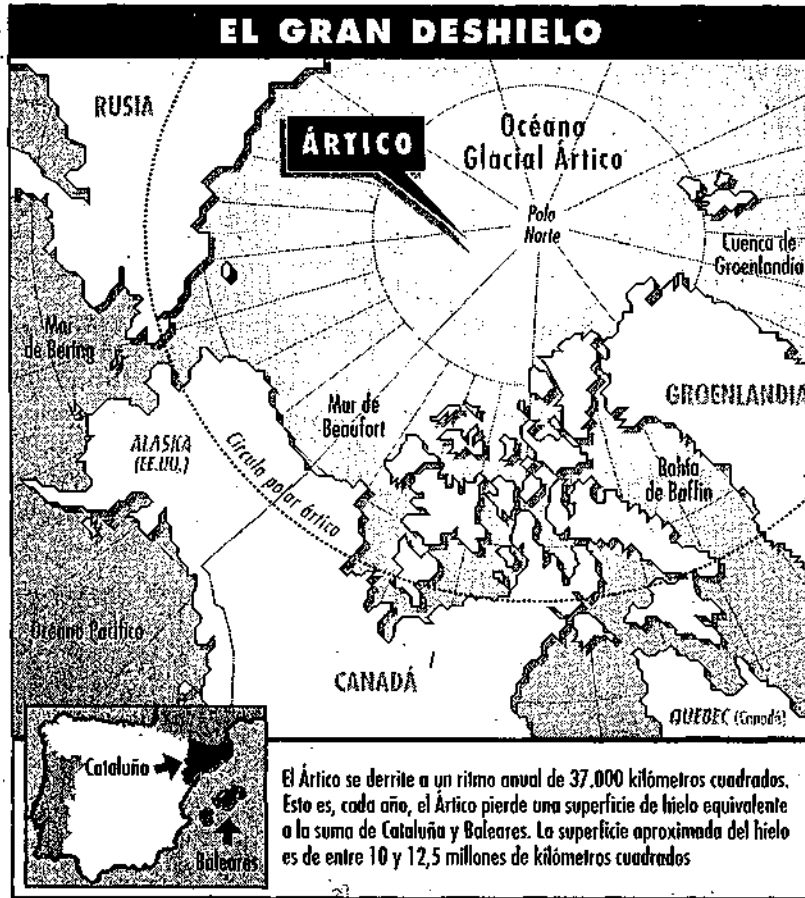 EL GRAN DESHIELO
RUSIA
ÁRTICO
Océano
Glacial Ártico
Polo
Norte
Cuenca de
Groenlandia
Mar
de Bering
GROENLANDIA
Mar de
Beaufort
ALASKA
(EE.UU.)
Círculo polar ártico
Bahía
de Baffin
Océano Pacífico
CANADÁ
QUEBEC (Canadá)
Cataluña
Baleares
El Ártico se derrite a un ritmo anual de 37.000 kilómetros cuadrados.
Esto es, cada año, el Ártico pierde una superficie de hielo equivalente
a la suma de Cataluña y Baleares. La superficie aproximada del hielo
es de entre 10 y 12,5 millones de kilómetros cuadrados